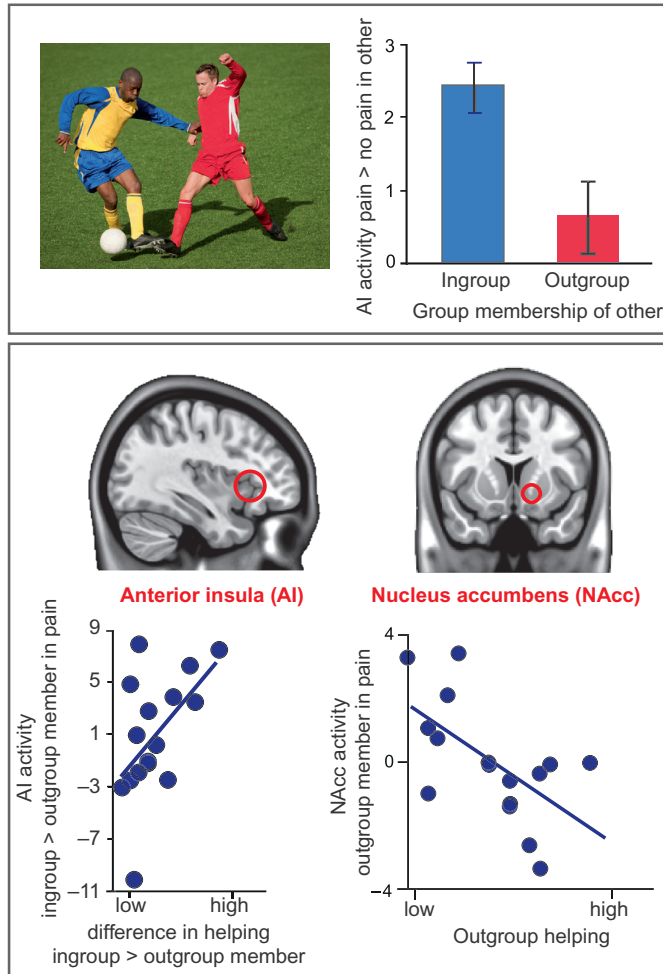 AI activity pain > no pain in other
3
2
1
0
Ingroup Outgroup
Group membership of other
Anterior insula (AI)
AI activity
ingroup > outgroup member in pain
9
5
1
−3
−7
−11
low high
difference in helping
ingroup > outgroup member
Nucleus accumbens (NAcc)
NAcc activity
outgroup member in pain
4
0
−4
low high
Outgroup helping